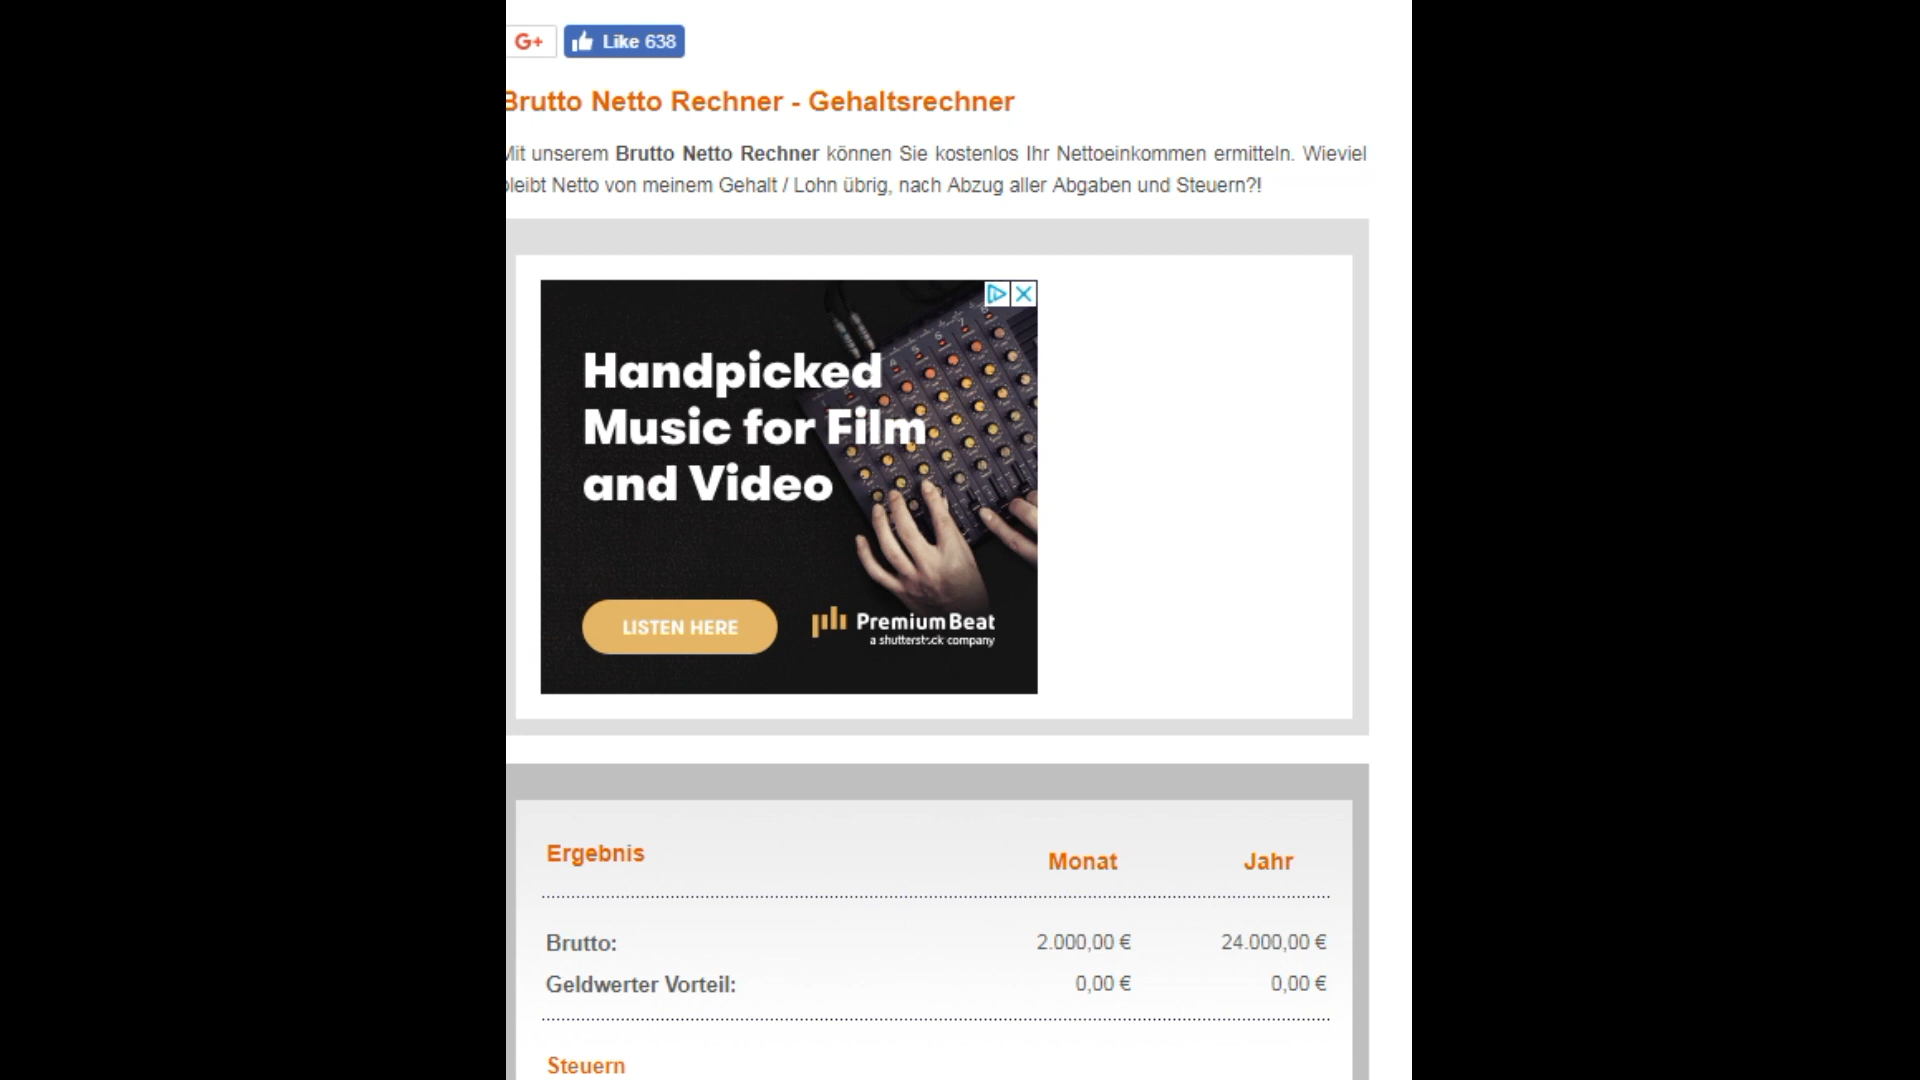 G+ Like 638
Brutto Netto Rechner - Gehaltsrechner
Mit unserem Brutto Netto Rechner können Sie kostenlos Ihr Nettoeinkommen ermitteln. Wieviel
bleibt Netto von meinem Gehalt / Lohn übrig, nach Abzug aller Abgaben und Steuern?!
Handpicked
Music for Film
and Video
LISTEN HERE
PremiumBeat
a shutterstock company
Ergebnis Monat Jahr
Brutto: 2.000,00 € 24.000,00 €
Geldwerter Vorteil: 0,00 € 0,00 €
Steuern